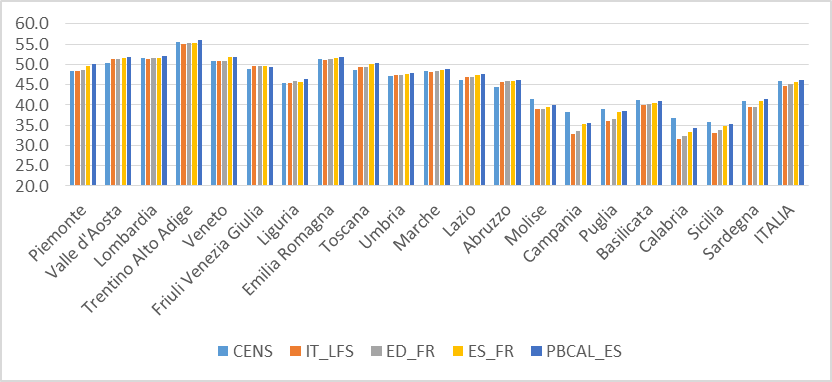 60.0
55.0
50.0
45.0
40.0
35.0
30.0
25.0
20.0
Piemonte
Valle d'Aosta
Lombardia
Trentino Alto Adige
Veneto
Friuli Venezia Giulia
Liguria
Emilia Romagna
Toscana
Umbria
Marche
Lazio
Abruzzo
Molise
Campania
Puglia
Basilicata
Calabria
Sicilia
Sardegna
ITALIA
CENS IT_LFS ED_FR ES_FR PBCAL_ES